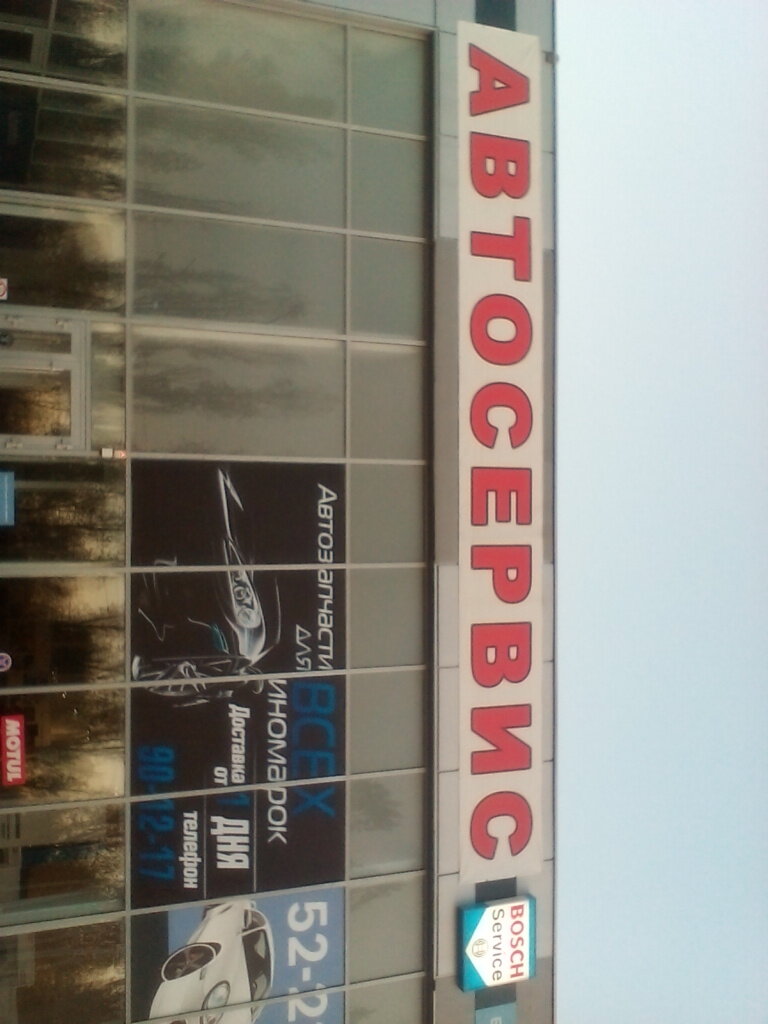 АВТОСЕРВИС
BOSCH
Service
Автозапчасти
для ВСЕХ
иномарок
Доставка от 1 ДНЯ
телефон
90-12-17
52-2
MOTUL